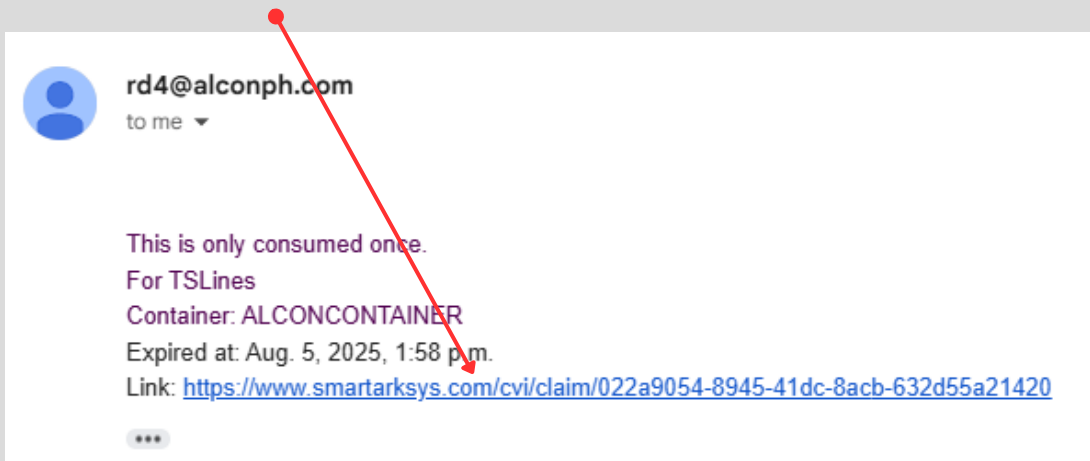 rd4@alconph.com
to me
This is only consumed once.
For TSLines
Container: ALCONCONTAINER
Expired at: Aug. 5, 2025, 1:58 p.m.
Link: https://www.smartarksys.com/cvi/claim/022a9054-8945-41dc-8acb-632d55a21420